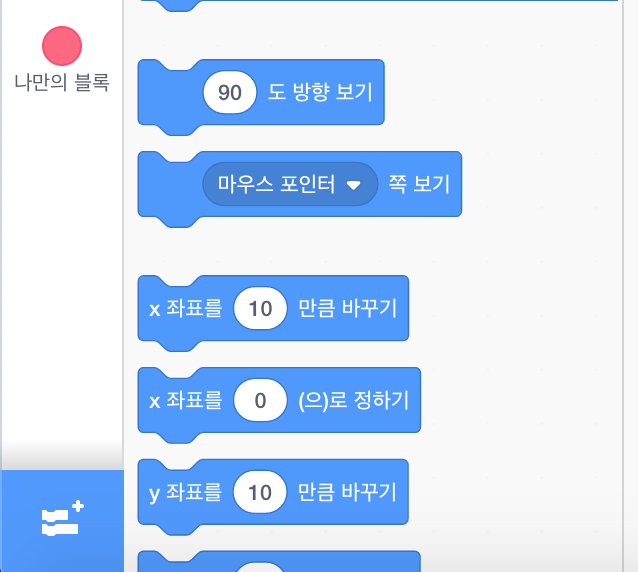 나만의 블록
90 도 방향 보기
마우스 포인터 쪽 보기
x 좌표를 10 만큼 바꾸기
x 좌표를 0 (으)로 정하기
y 좌표를 10 만큼 바꾸기